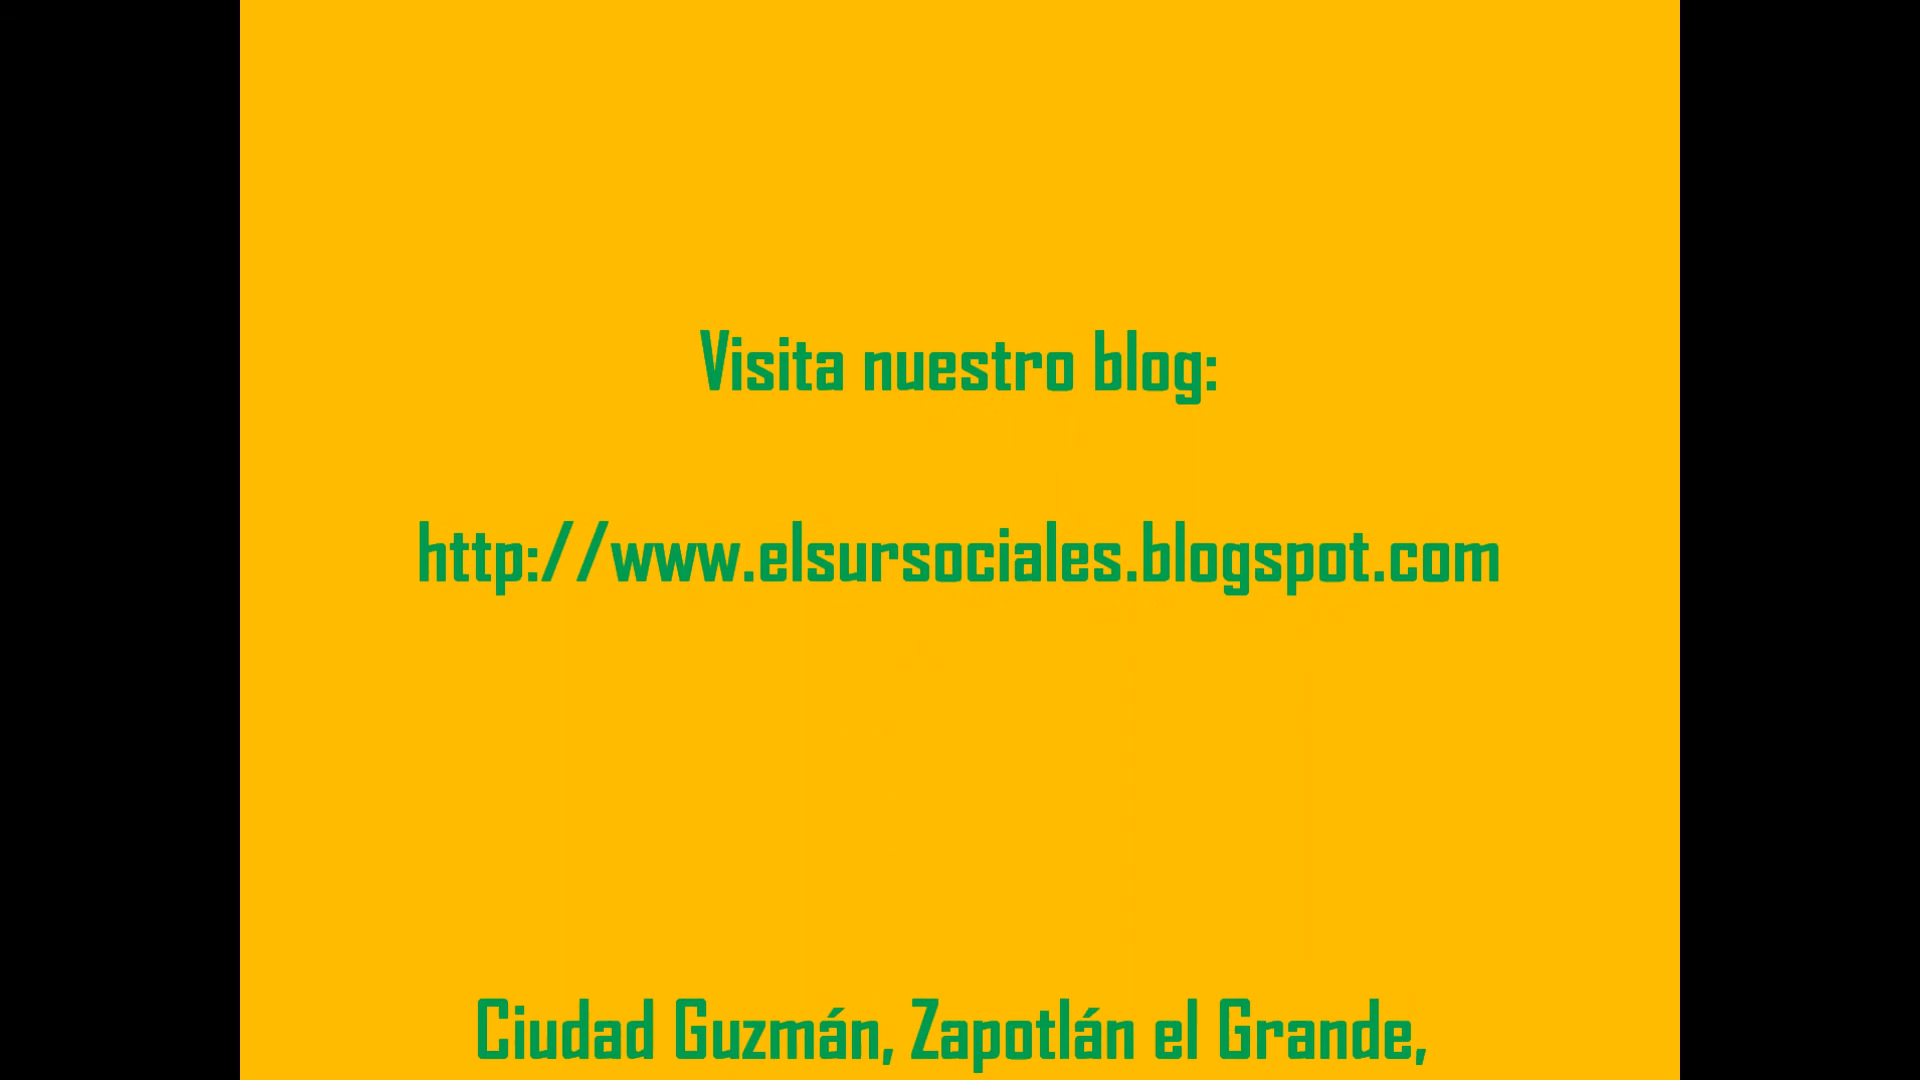 Visita nuestro blog:
http://www.elsursociales.blogspot.com
Ciudad Guzmán, Zapotlán el Grande,